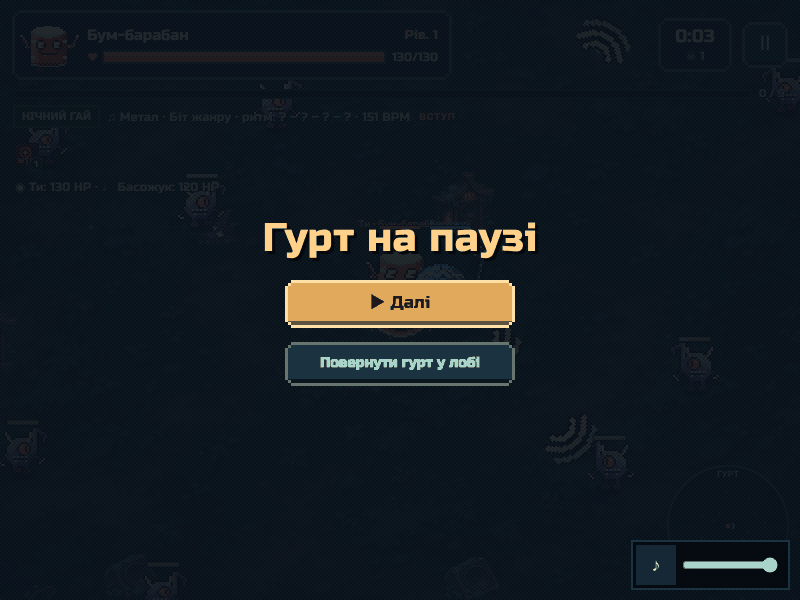 Бум-барабан
Рів. 1
130/130
0:03
1
НІЧНИЙ ГАЙ
♫ Метал · Біт жанру · ритм: ? – ? – ? – ? · 151 BPM
ВСТУП
Ти: 130 HP · ♩ Басожук: 120 HP
Гурт на паузі
▶ Далі
Повернути гурт у лобі
ГУРТ
♪